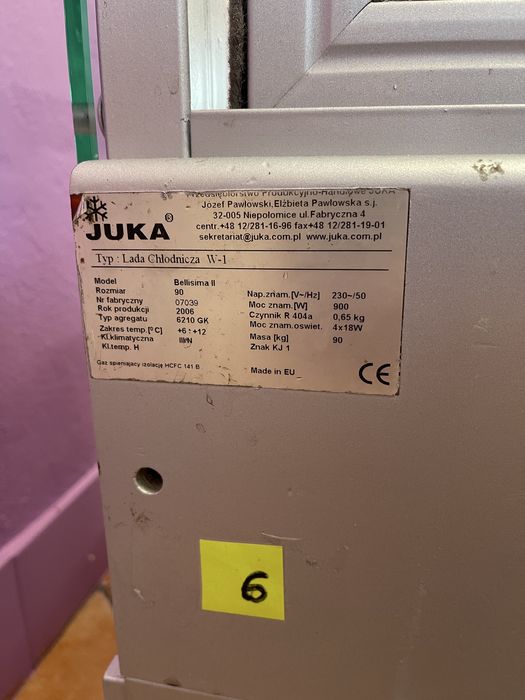 Przedsiębiorstwo Produkcyjno-Handlowe JUKA
Józef Pawłowski,Elżbieta Pawłowska s.j.
32-005 Niepołomice ul.Fabryczna 4
centr.+48 12/281-16-96 fax+48 12/281-19-01
sekretariat@juka.com.pl www.juka.com.pl
JUKA®
Typ : Lada Chłodnicza W-1
Model Bellisima II
Rozmiar 90
Nr fabryczny 07039
Rok produkcji 2006
Typ agregatu 6210 GK
Zakres temp.[ºC] +6 ÷ +12
Kl.klimatyczna III/N
Kl.temp. H
Nap.znam.[V~/Hz] 230~/50
Moc znam.[W] 900
Czynnik R 404a 0,65 kg
Moc znam.oswiet. 4x18W
Masa [kg] 90
Znak KJ 1
Gaz spieniający izolację HCFC 141 B
Made in EU
CE
6